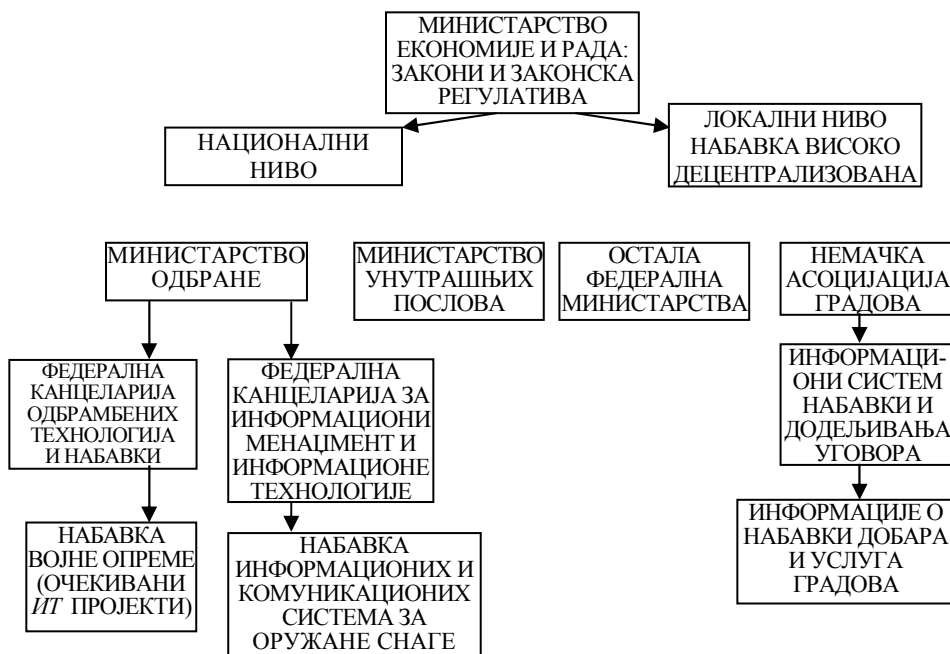 МИНИСТАРСТВО
ЕКОНОМИЈЕ И РАДА:
ЗАКОНИ И ЗАКОНСКА
РЕГУЛАТИВА
НАЦИОНАЛНИ
НИВО
ЛОКАЛНИ НИВО
НАБАВКА ВИСОКО
ДЕЦЕНТРАЛИЗОВАНА
МИНИСТАРСТВО
ОДБРАНЕ
МИНИСТАРСТВО
УНУТРАШЊИХ
ПОСЛОВА
ОСТАЛА
ФЕДЕРАЛНА
МИНИСТАРСТВА
НЕМАЧКА
АСОЦИЈАЦИЈА
ГРАДОВА
ФЕДЕРАЛНА
КАНЦЕЛАРИЈА
ОДБРАМБЕНИХ
ТЕХНОЛОГИЈА
И НАБАВКИ
ФЕДЕРАЛНА
КАНЦЕЛАРИЈА ЗА
ИНФОРМАЦИОНИ
МЕНАЏМЕНТ И
ИНФОРМАЦИОНЕ
ТЕХНОЛОГИЈЕ
ИНФОРМАЦИ-
ОНИ СИСТЕМ
НАБАВКИ И
ДОДЕЉИВАЊА
УГОВОРА
НАБАВКА
ВОЈНЕ ОПРЕМЕ
(ОЧЕКИВАНИ
ИТ ПРОЈЕКТИ)
НАБАВКА
ИНФОРМАЦИОНИХ И
КОМУНИКАЦИОНИХ
СИСТЕМА ЗА
ОРУЖАНЕ СНАГЕ
ИНФОРМАЦИЈЕ О
НАБАВКИ ДОБАРА
И УСЛУГА
ГРАДОВА